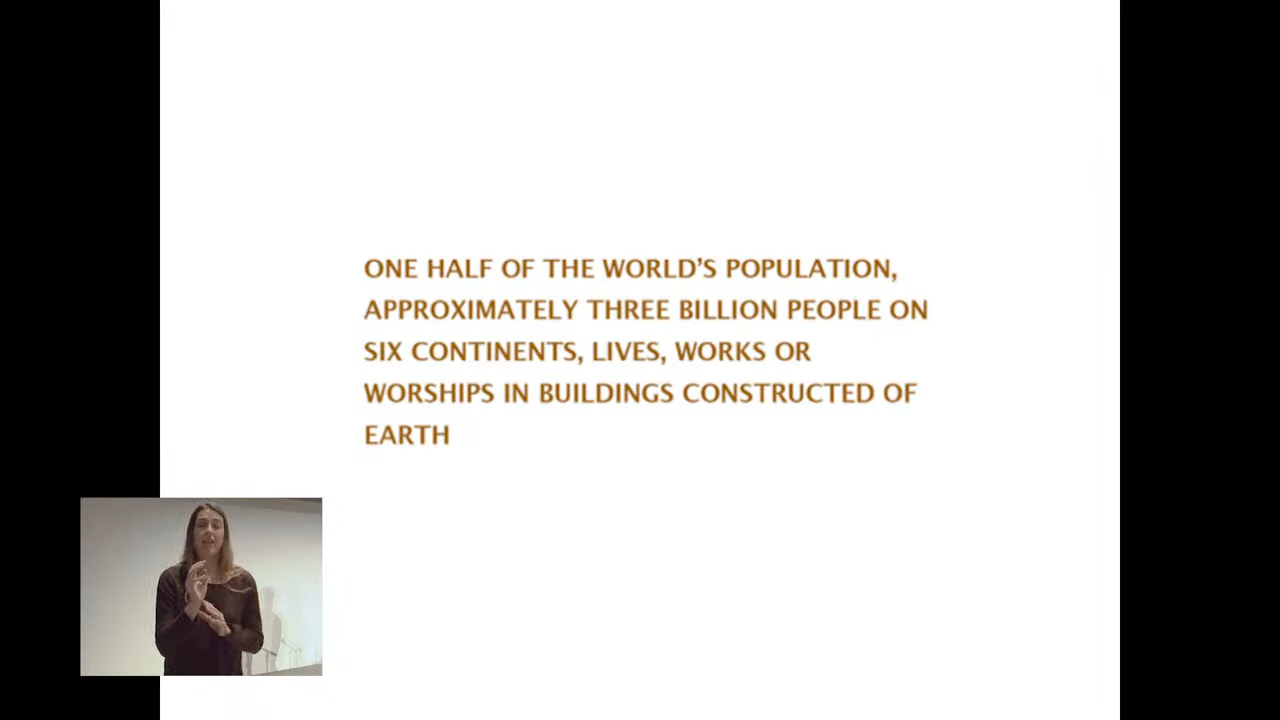 ONE HALF OF THE WORLD’S POPULATION,
APPROXIMATELY THREE BILLION PEOPLE ON
SIX CONTINENTS, LIVES, WORKS OR
WORSHIPS IN BUILDINGS CONSTRUCTED OF
EARTH